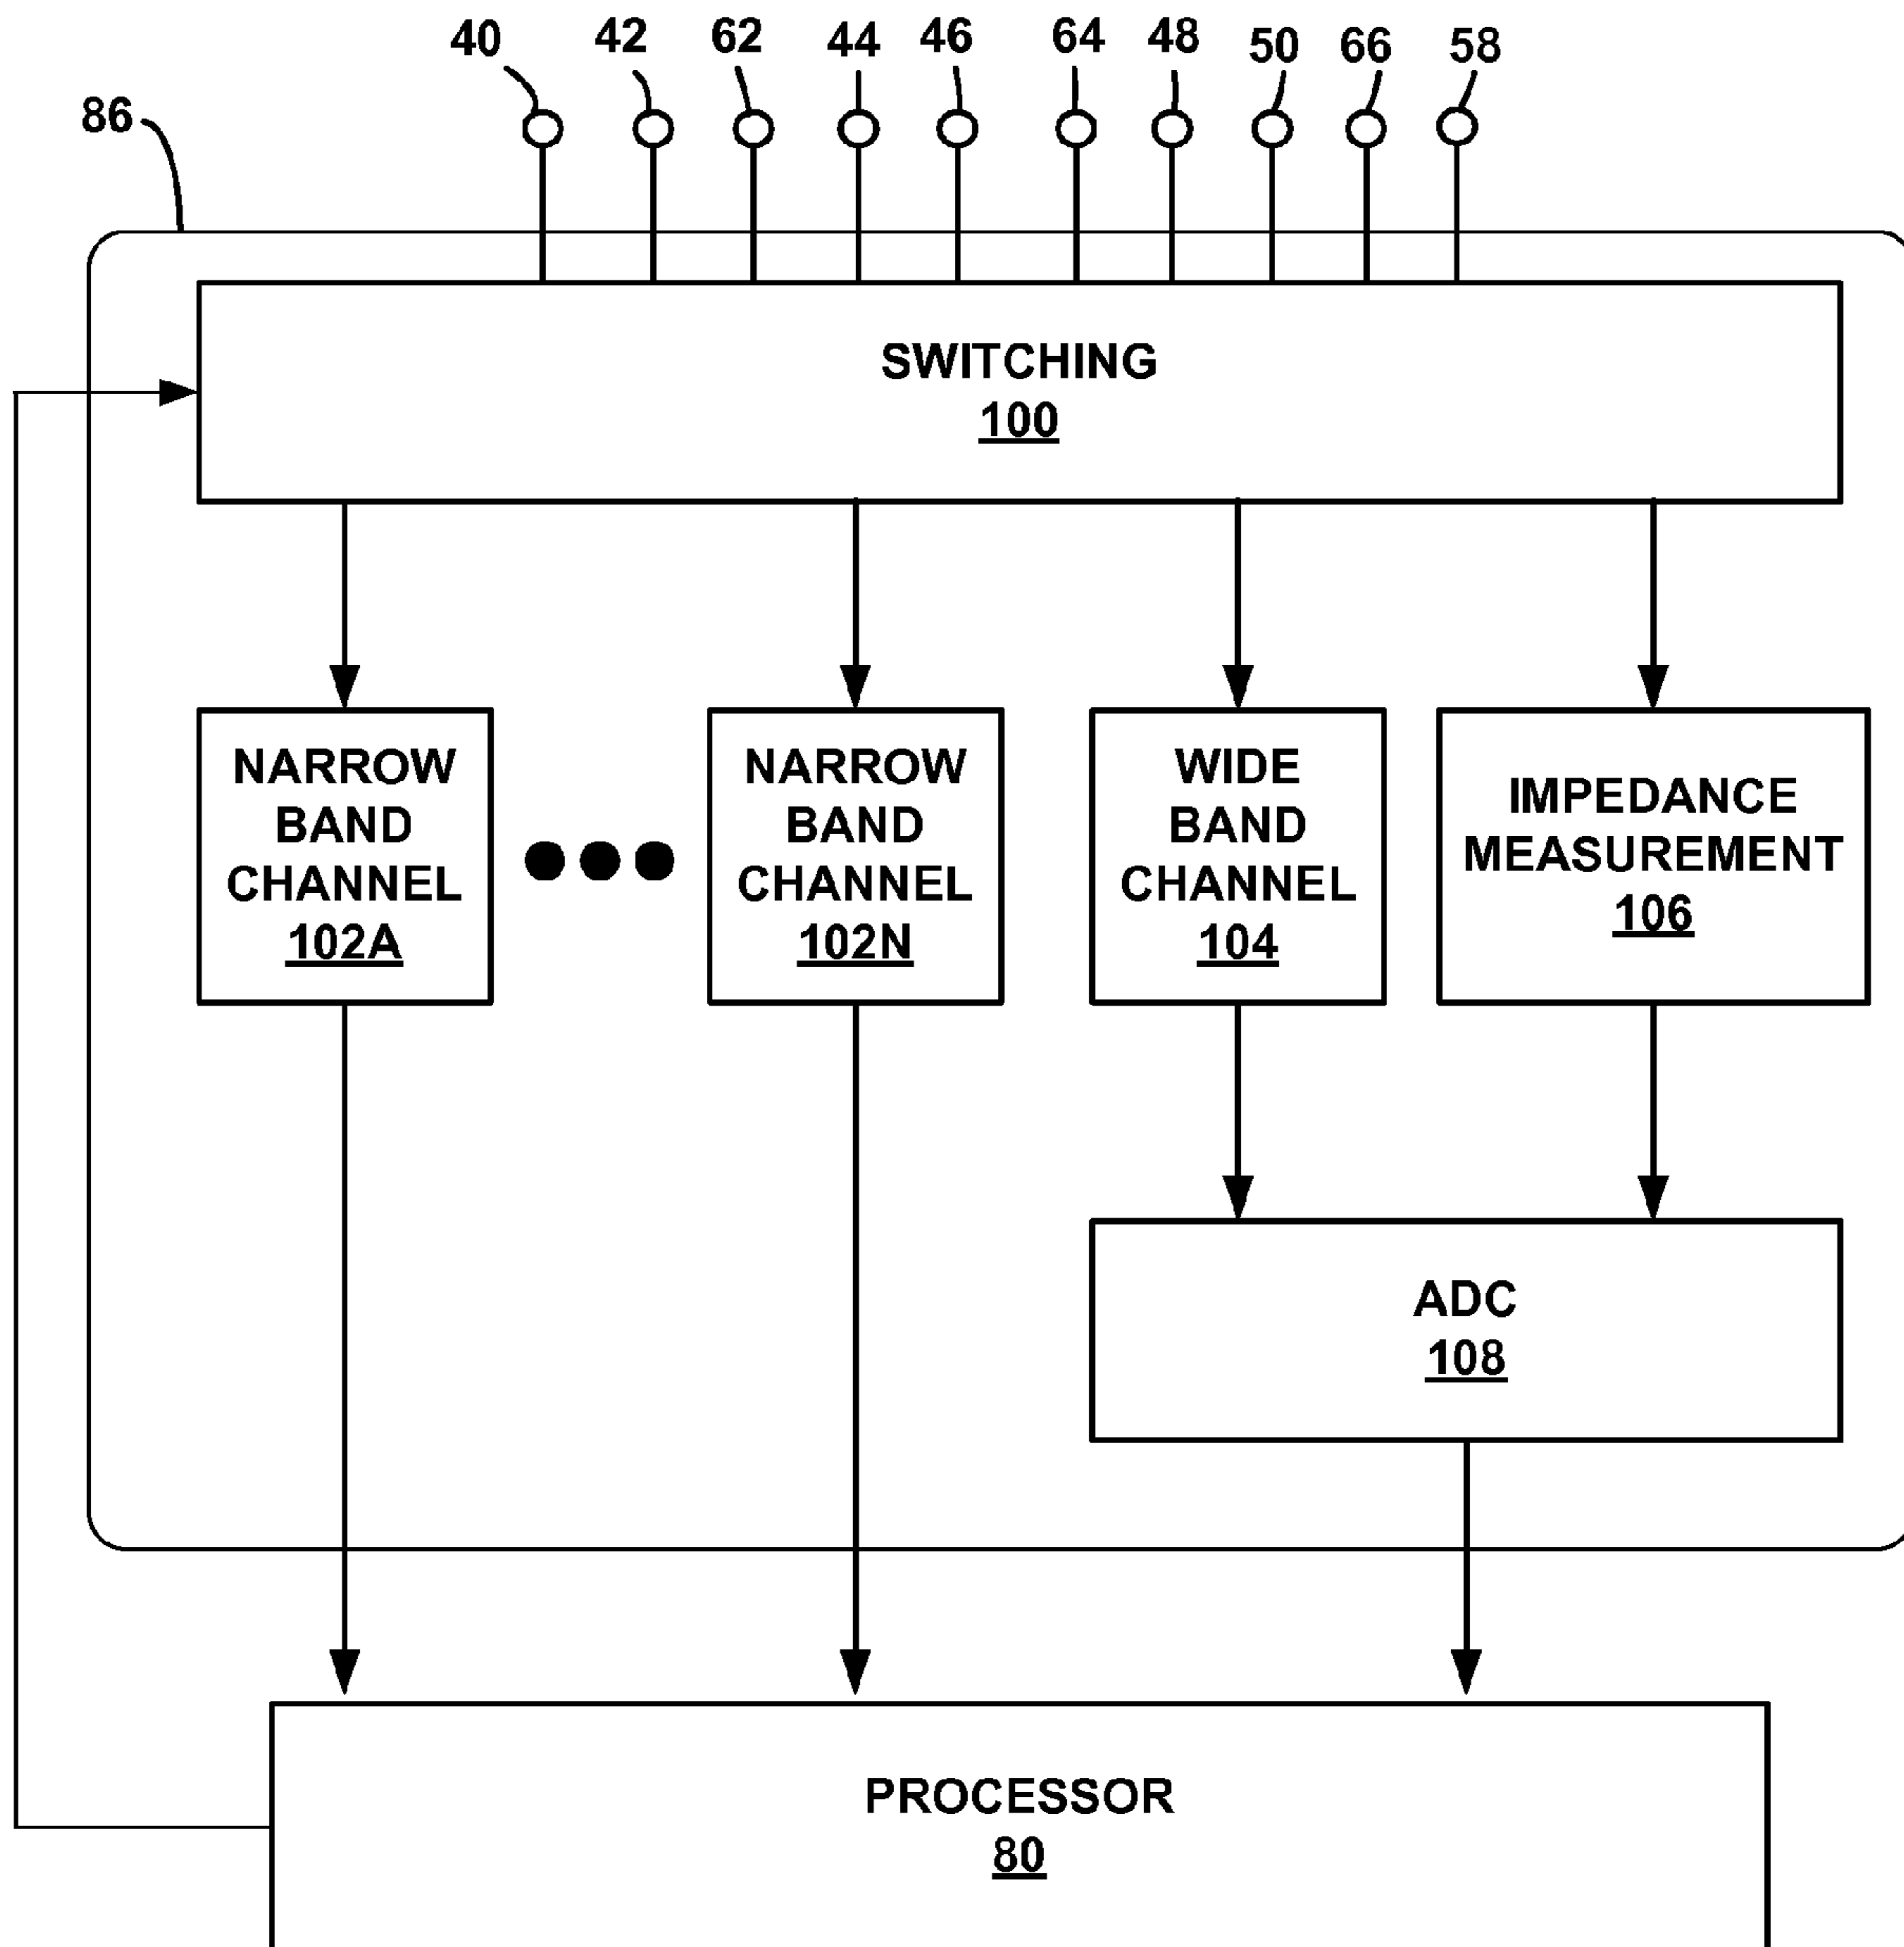 40 42 62 44 46 64 48 50 66 58
86
SWITCHING
100
NARROW
BAND
CHANNEL
102A
NARROW
BAND
CHANNEL
102N
WIDE
BAND
CHANNEL
104
IMPEDANCE
MEASUREMENT
106
ADC
108
PROCESSOR
80